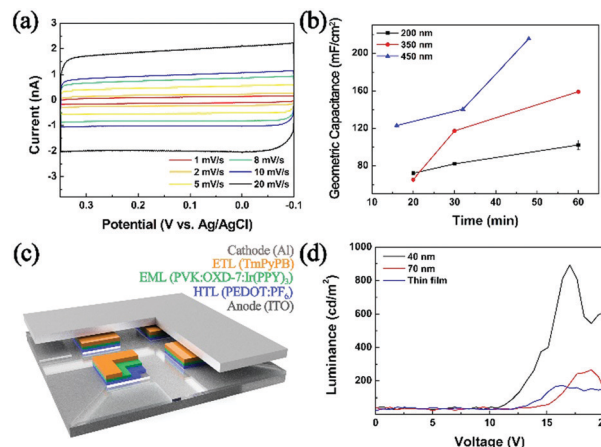 (a)
Current (nA)
3
2
1
0
-1
-2
-3
1 mV/s
8 mV/s
2 mV/s
10 mV/s
5 mV/s
20 mV/s
0.3
0.2
0.1
0.0
-0.1
Potential (V vs. Ag/AgCl)
(b)
Geometric Capacitance (mF/cm²)
200
160
120
80
200 nm
350 nm
450 nm
10
20
30
40
50
60
Time (min)
(c)
Cathode (Al)
ETL (TmPyPB)
EML (PVK:OXD-7:Ir(PPY)₃)
HTL (PEDOT:PF₆)
Anode (ITO)
(d)
Luminance (cd/m²)
1000
800
600
400
200
0
40 nm
70 nm
Thin film
0
5
10
15
Voltage (V)